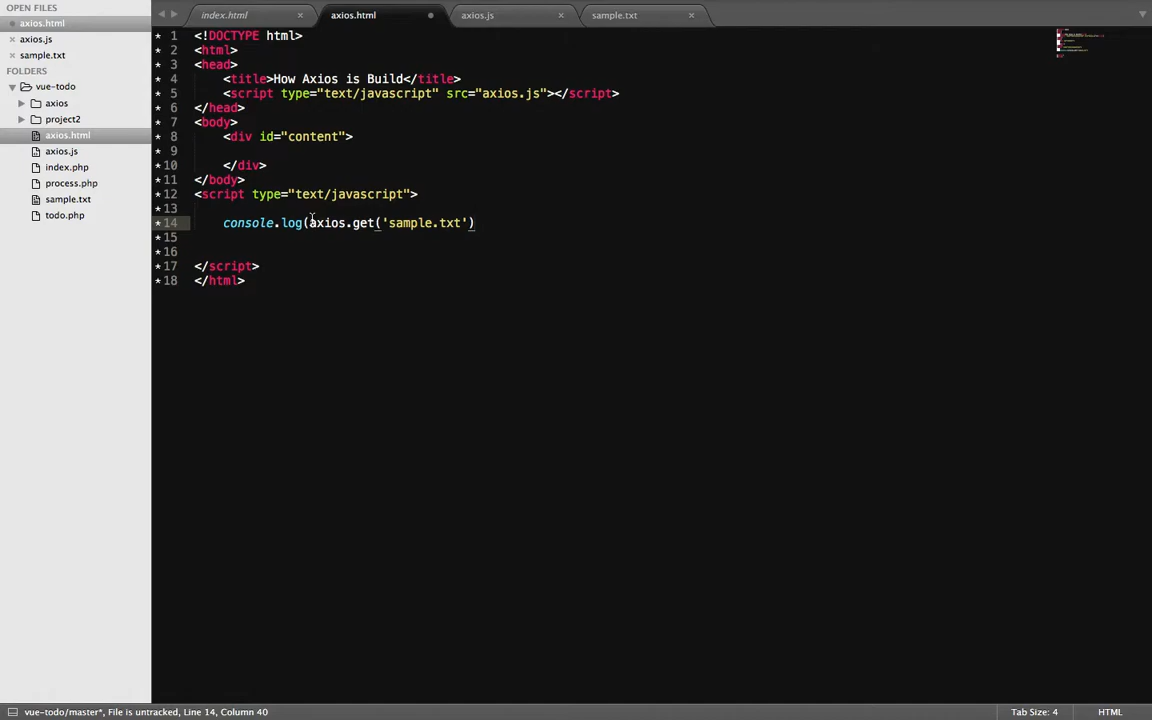 OPEN FILES
axios.html
axios.js
sample.txt
FOLDERS
vue-todo
axios
project2
axios.html
axios.js
index.php
process.php
sample.txt
todo.php
index.html axios.html axios.js sample.txt
1 <!DOCTYPE html>
2 <html>
3 <head>
4 <title>How Axios is Build</title>
5 <script type="text/javascript" src="axios.js"></script>
6 </head>
7 <body>
8 <div id="content">
9
10 </div>
11 </body>
12 <script type="text/javascript">
13
14 console.log(axios.get('sample.txt')
15
16
17 </script>
18 </html>
vue-todo/master*, File is untracked, Line 14, Column 40 Tab Size: 4 HTML